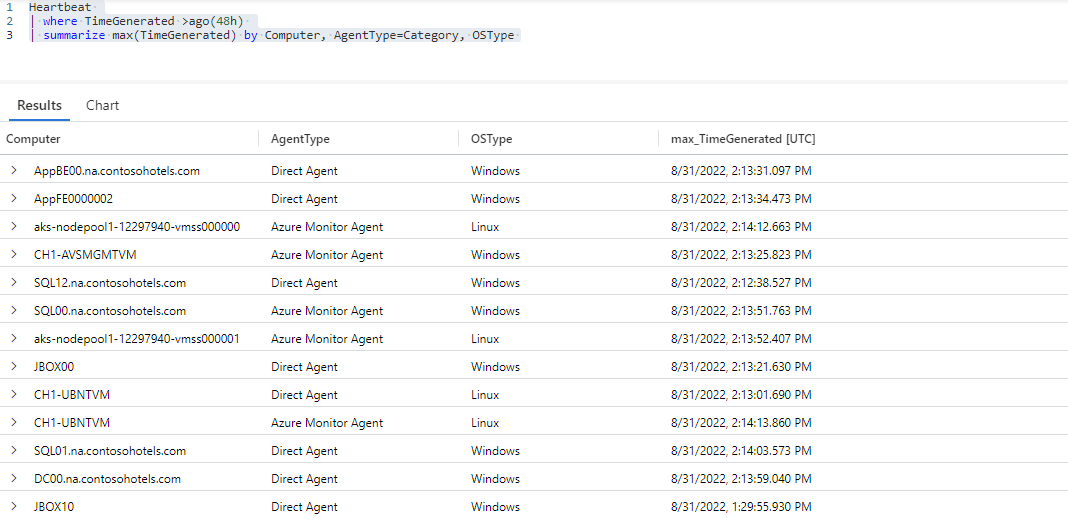 1 Heartbeat
2 | where TimeGenerated >ago(48h)
3 | summarize max(TimeGenerated) by Computer, AgentType=Category, OSType
Results Chart
Computer AgentType OSType max_TimeGenerated [UTC]
> AppBE00.na.contosohotels.com Direct Agent Windows 8/31/2022, 2:13:31.097 PM
> AppFE0000002 Direct Agent Windows 8/31/2022, 2:13:34.473 PM
> aks-nodepool1-12297940-vmss000000 Azure Monitor Agent Linux 8/31/2022, 2:14:12.663 PM
> CH1-AVSMGMTVM Azure Monitor Agent Windows 8/31/2022, 2:13:25.823 PM
> SQL12.na.contosohotels.com Direct Agent Windows 8/31/2022, 2:12:38.527 PM
> SQL00.na.contosohotels.com Azure Monitor Agent Windows 8/31/2022, 2:13:51.763 PM
> aks-nodepool1-12297940-vmss000001 Azure Monitor Agent Linux 8/31/2022, 2:13:52.407 PM
> JBOX00 Direct Agent Windows 8/31/2022, 2:13:21.630 PM
> CH1-UBNTVM Direct Agent Linux 8/31/2022, 2:13:01.690 PM
> CH1-UBNTVM Azure Monitor Agent Linux 8/31/2022, 2:14:13.860 PM
> SQL01.na.contosohotels.com Direct Agent Windows 8/31/2022, 2:14:03.573 PM
> DC00.na.contosohotels.com Direct Agent Windows 8/31/2022, 2:13:59.040 PM
> JBOX10 Direct Agent Windows 8/31/2022, 1:29:55.930 PM